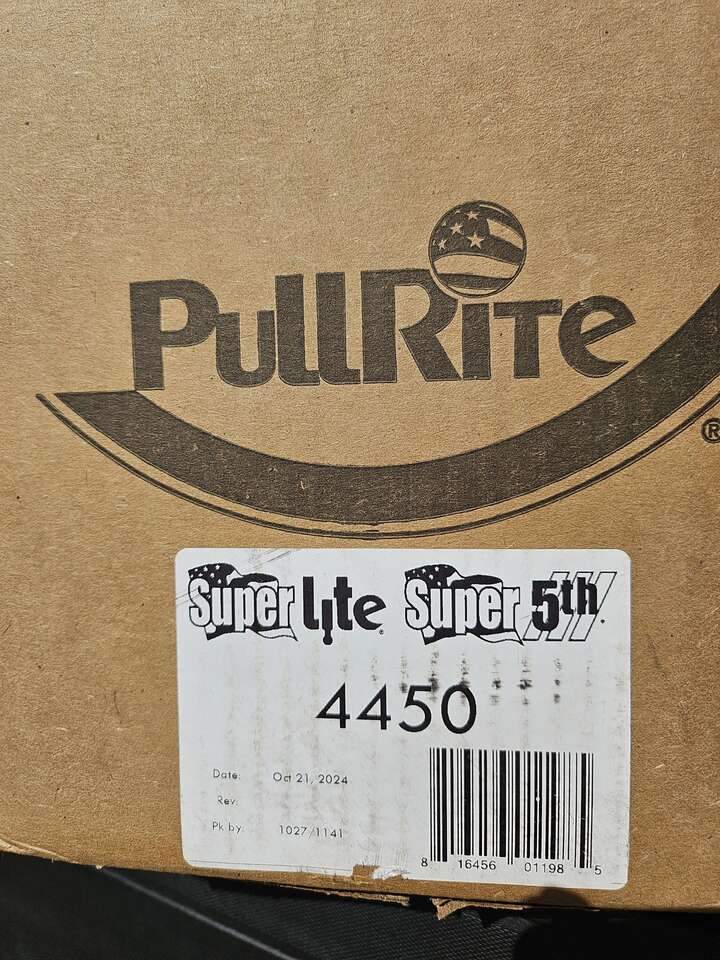 PullRite
®
Super Lite® Super 5th
4450
Date: Oct 21, 2024
Rev:
Pk by: 1027/1141
8 16456 01198 5